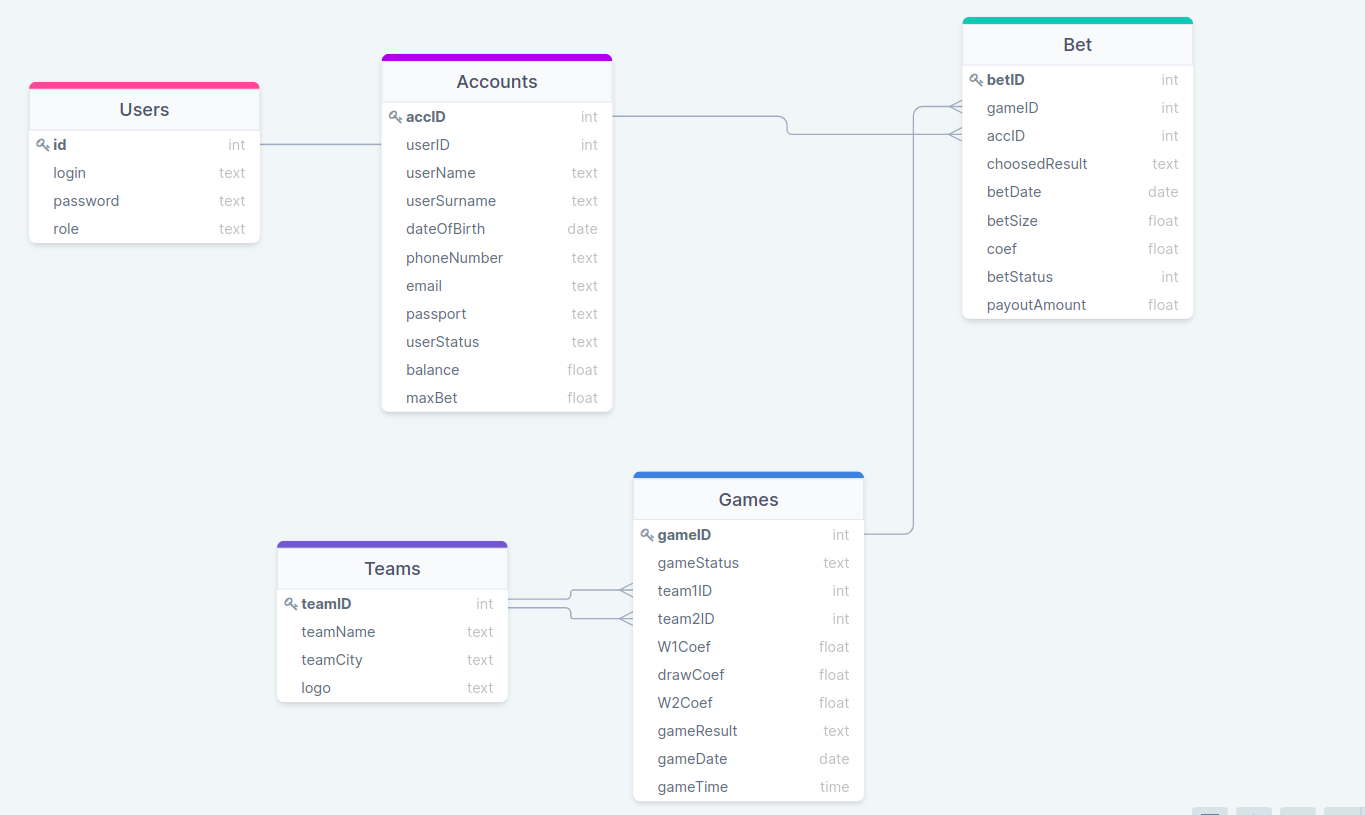 Users
id int
login text
password text
role text
Accounts
accID int
userID int
userName text
userSurname text
dateOfBirth date
phoneNumber text
email text
passport text
userStatus text
balance float
maxBet float
Bet
betID int
gameID int
accID int
choosedResult text
betDate date
betSize float
coef float
betStatus int
payoutAmount float
Teams
teamID int
teamName text
teamCity text
logo text
Games
gameID int
gameStatus text
team1ID int
team2ID int
W1Coef float
drawCoef float
W2Coef float
gameResult text
gameDate date
gameTime time